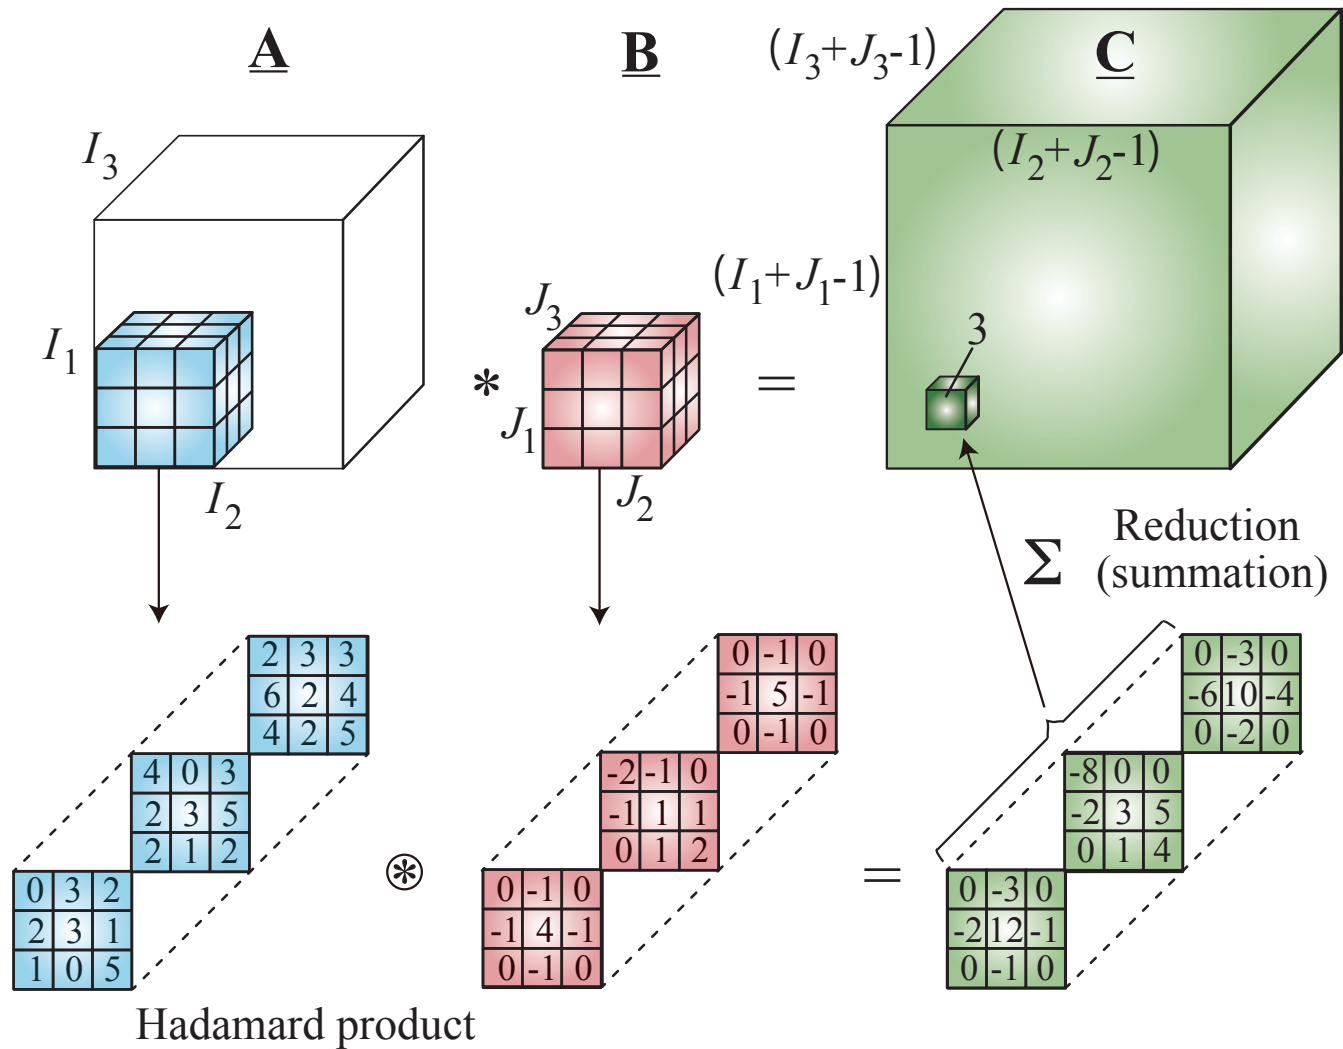 A
B
C
(I₃+J₃-1)
(I₂+J₂-1)
(I₁+J₁-1)
I₃
I₁
I₂
J₃
J₁
J₂
*
=
3
Σ
Reduction
(summation)
2 3 3
6 2 4
4 2 5
4 0 3
2 3 5
2 1 2
0 3 2
2 3 1
1 0 5
⊛
0 -1 0
-1 5 -1
0 -1 0
-2 -1 0
-1 1 1
0 1 2
0 -1 0
-1 4 -1
0 -1 0
=
0 -3 0
-6 10 -4
0 -2 0
-8 0 0
-2 3 5
0 1 4
0 -3 0
-2 12 -1
0 -1 0
Hadamard product